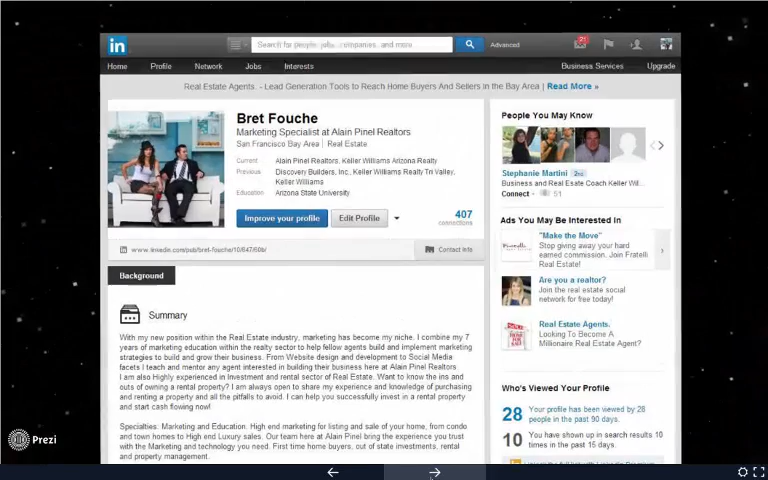 in
Search for people, jobs, companies, and more
Advanced
21
Home Profile Network Jobs Interests Business Services Upgrade
Real Estate Agents. - Lead Generation Tools to Reach Home Buyers And Sellers in the Bay Area | Read More »
Bret Fouche
Marketing Specialist at Alain Pinel Realtors
San Francisco Bay Area | Real Estate
Current Alain Pinel Realtors, Keller Williams Arizona Realty
Previous Discovery Builders, Inc, Keller Williams Realty Tri Valley,
Keller Williams
Education Arizona State University
Improve your profile Edit Profile
407
connections
www.linkedin.com/pub/bret-fouche/10/647/60b/
Contact Info
Background
Summary
With my new position within the Real Estate industry, marketing has become my niche. I combine my 7
years of marketing education within the realty sector to help fellow agents build and implement marketing
strategies to build and grow their business. From Website design and development to Social Media
facets I teach and mentor any agent interested in building their business here at Alain Pinel Realtors.
I am also Highly experienced in Investment and rental sector of Real Estate. Want to know the ins and
outs of owning a rental property? I am always open to share my experience and knowledge of purchasing
and renting a property and all the pitfalls to avoid. I can help you successfully invest in a rental property
and start cash flowing now!
Specialties: Marketing and Education. High end marketing for listing and sale of your home, from condo
and town homes to High end Luxury sales. Our team here at Alain Pinel bring the experience you trust
with the Marketing and technology you need. First time home buyers, out of state investments, rental
and property management.
People You May Know
Stephanie Martini 2nd
Business and Real Esate Coach Keller Wil...
Connect • 51
Ads You May Be Interested in
"Make the Move"
Stop giving away your hard
earned commission. Join Fratelli
Real Estate!
Are you a realtor?
Join the real estate social
network for free today!
Real Estate Agents.
Looking To Become A
Millionaire Real Estate Agent?
Who's Viewed Your Profile
28 Your profile has been viewed by 28
people in the past 90 days.
10 You have shown up in search results 10
times in the past 15 days.
Prezi